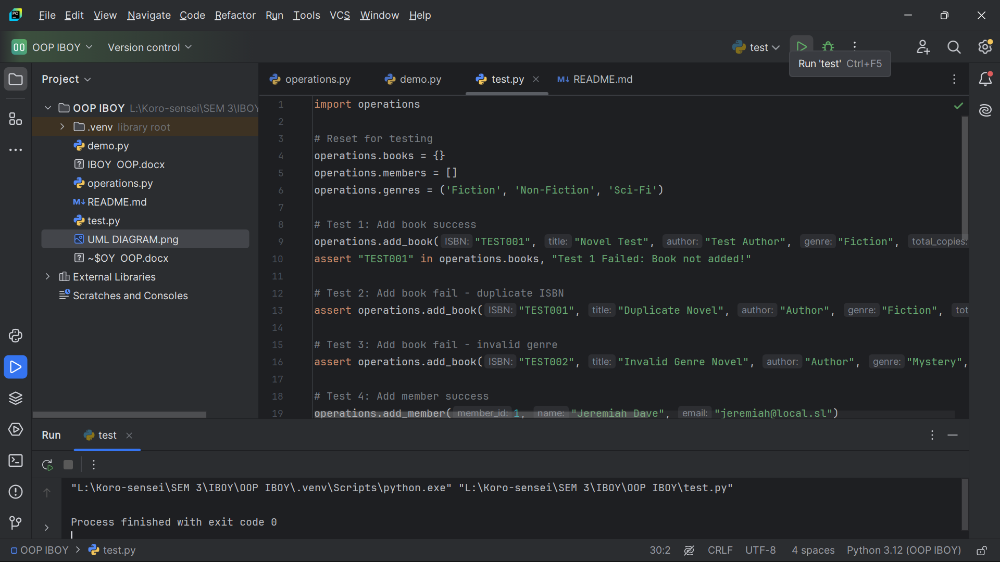 File Edit View Navigate Code Refactor Run Tools VCS Window Help
OO OOP IBOY Version control test
Run 'test' Ctrl+F5
Project
operations.py demo.py test.py README.md
OOP IBOY L:\Koro-sensei\SEM 3\IBOY
.venv library root
demo.py
IBOY OOP.docx
operations.py
README.md
test.py
UML DIAGRAM.png
~$OY OOP.docx
External Libraries
Scratches and Consoles
1 import operations
2
3 # Reset for testing
4 operations.books = {}
5 operations.members = []
6 operations.genres = ('Fiction', 'Non-Fiction', 'Sci-Fi')
7
8 # Test 1: Add book success
9 operations.add_book( ISBN: "TEST001", title: "Novel Test", author: "Test Author", genre: "Fiction", total_copies:
10 assert "TEST001" in operations.books, "Test 1 Failed: Book not added!"
11
12 # Test 2: Add book fail - duplicate ISBN
13 assert operations.add_book( ISBN: "TEST001", title: "Duplicate Novel", author: "Author", genre: "Fiction", tot
14
15 # Test 3: Add book fail - invalid genre
16 assert operations.add_book( ISBN: "TEST002", title: "Invalid Genre Novel", author: "Author", genre: "Mystery",
17
18 # Test 4: Add member success
19 operations.add_member( member_id: 1, name: "Jeremiah Dave", email: "jeremiah@local.sl")
Run test
"L:\Koro-sensei\SEM 3\IBOY\OOP IBOY\.venv\Scripts\python.exe" "L:\Koro-sensei\SEM 3\IBOY\OOP IBOY\test.py"
Process finished with exit code 0
OOP IBOY > test.py 30:2 CRLF UTF-8 4 spaces Python 3.12 (OOP IBOY)